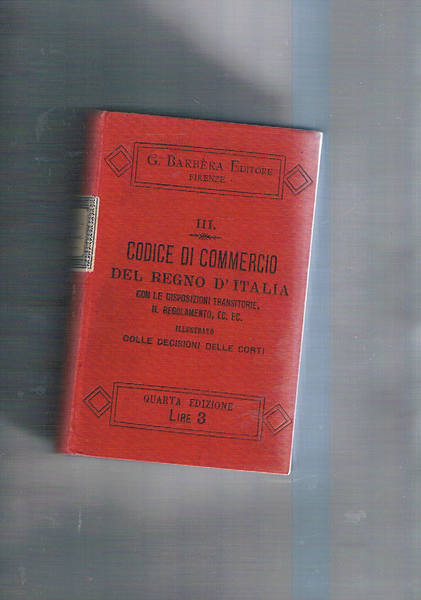 G. BARBÈRA EDITORE
FIRENZE
III.
CODICE DI COMMERCIO
DEL REGNO D'ITALIA
CON LE DISPOSIZIONI TRANSITORIE,
IL REGOLAMENTO, EC. EC.
ILLUSTRATO
COLLE DECISIONI DELLE CORTI
QUARTA EDIZIONE
LIRE 3